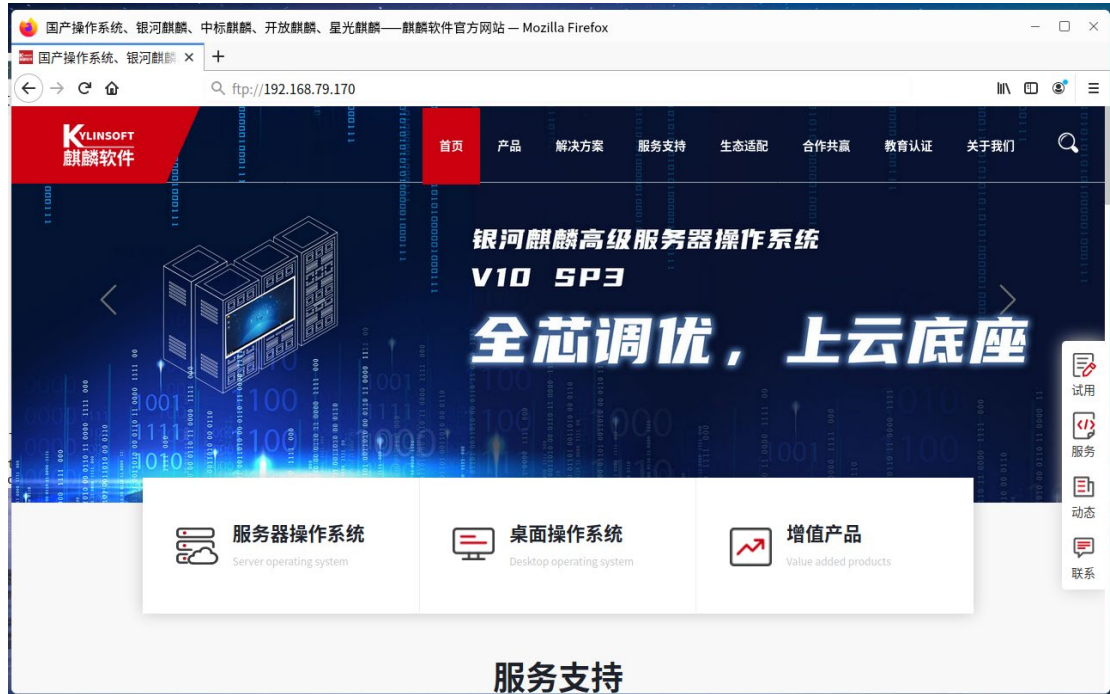 国产操作系统、银河麒麟、中标麒麟、开放麒麟、星光麒麟——麒麟软件官方网站 — Mozilla Firefox
国产操作系统、银河麒麟
ftp://192.168.79.170
KYLINSOFT
麒麟软件
首页 产品 解决方案 服务支持 生态适配 合作共赢 教育认证 关于我们
银河麒麟高级服务器操作系统
V10 SP3
全芯调优，上云底座
试用
服务
动态
联系
服务器操作系统
Server operating system
桌面操作系统
Desktop operating system
增值产品
Value added products
服务支持